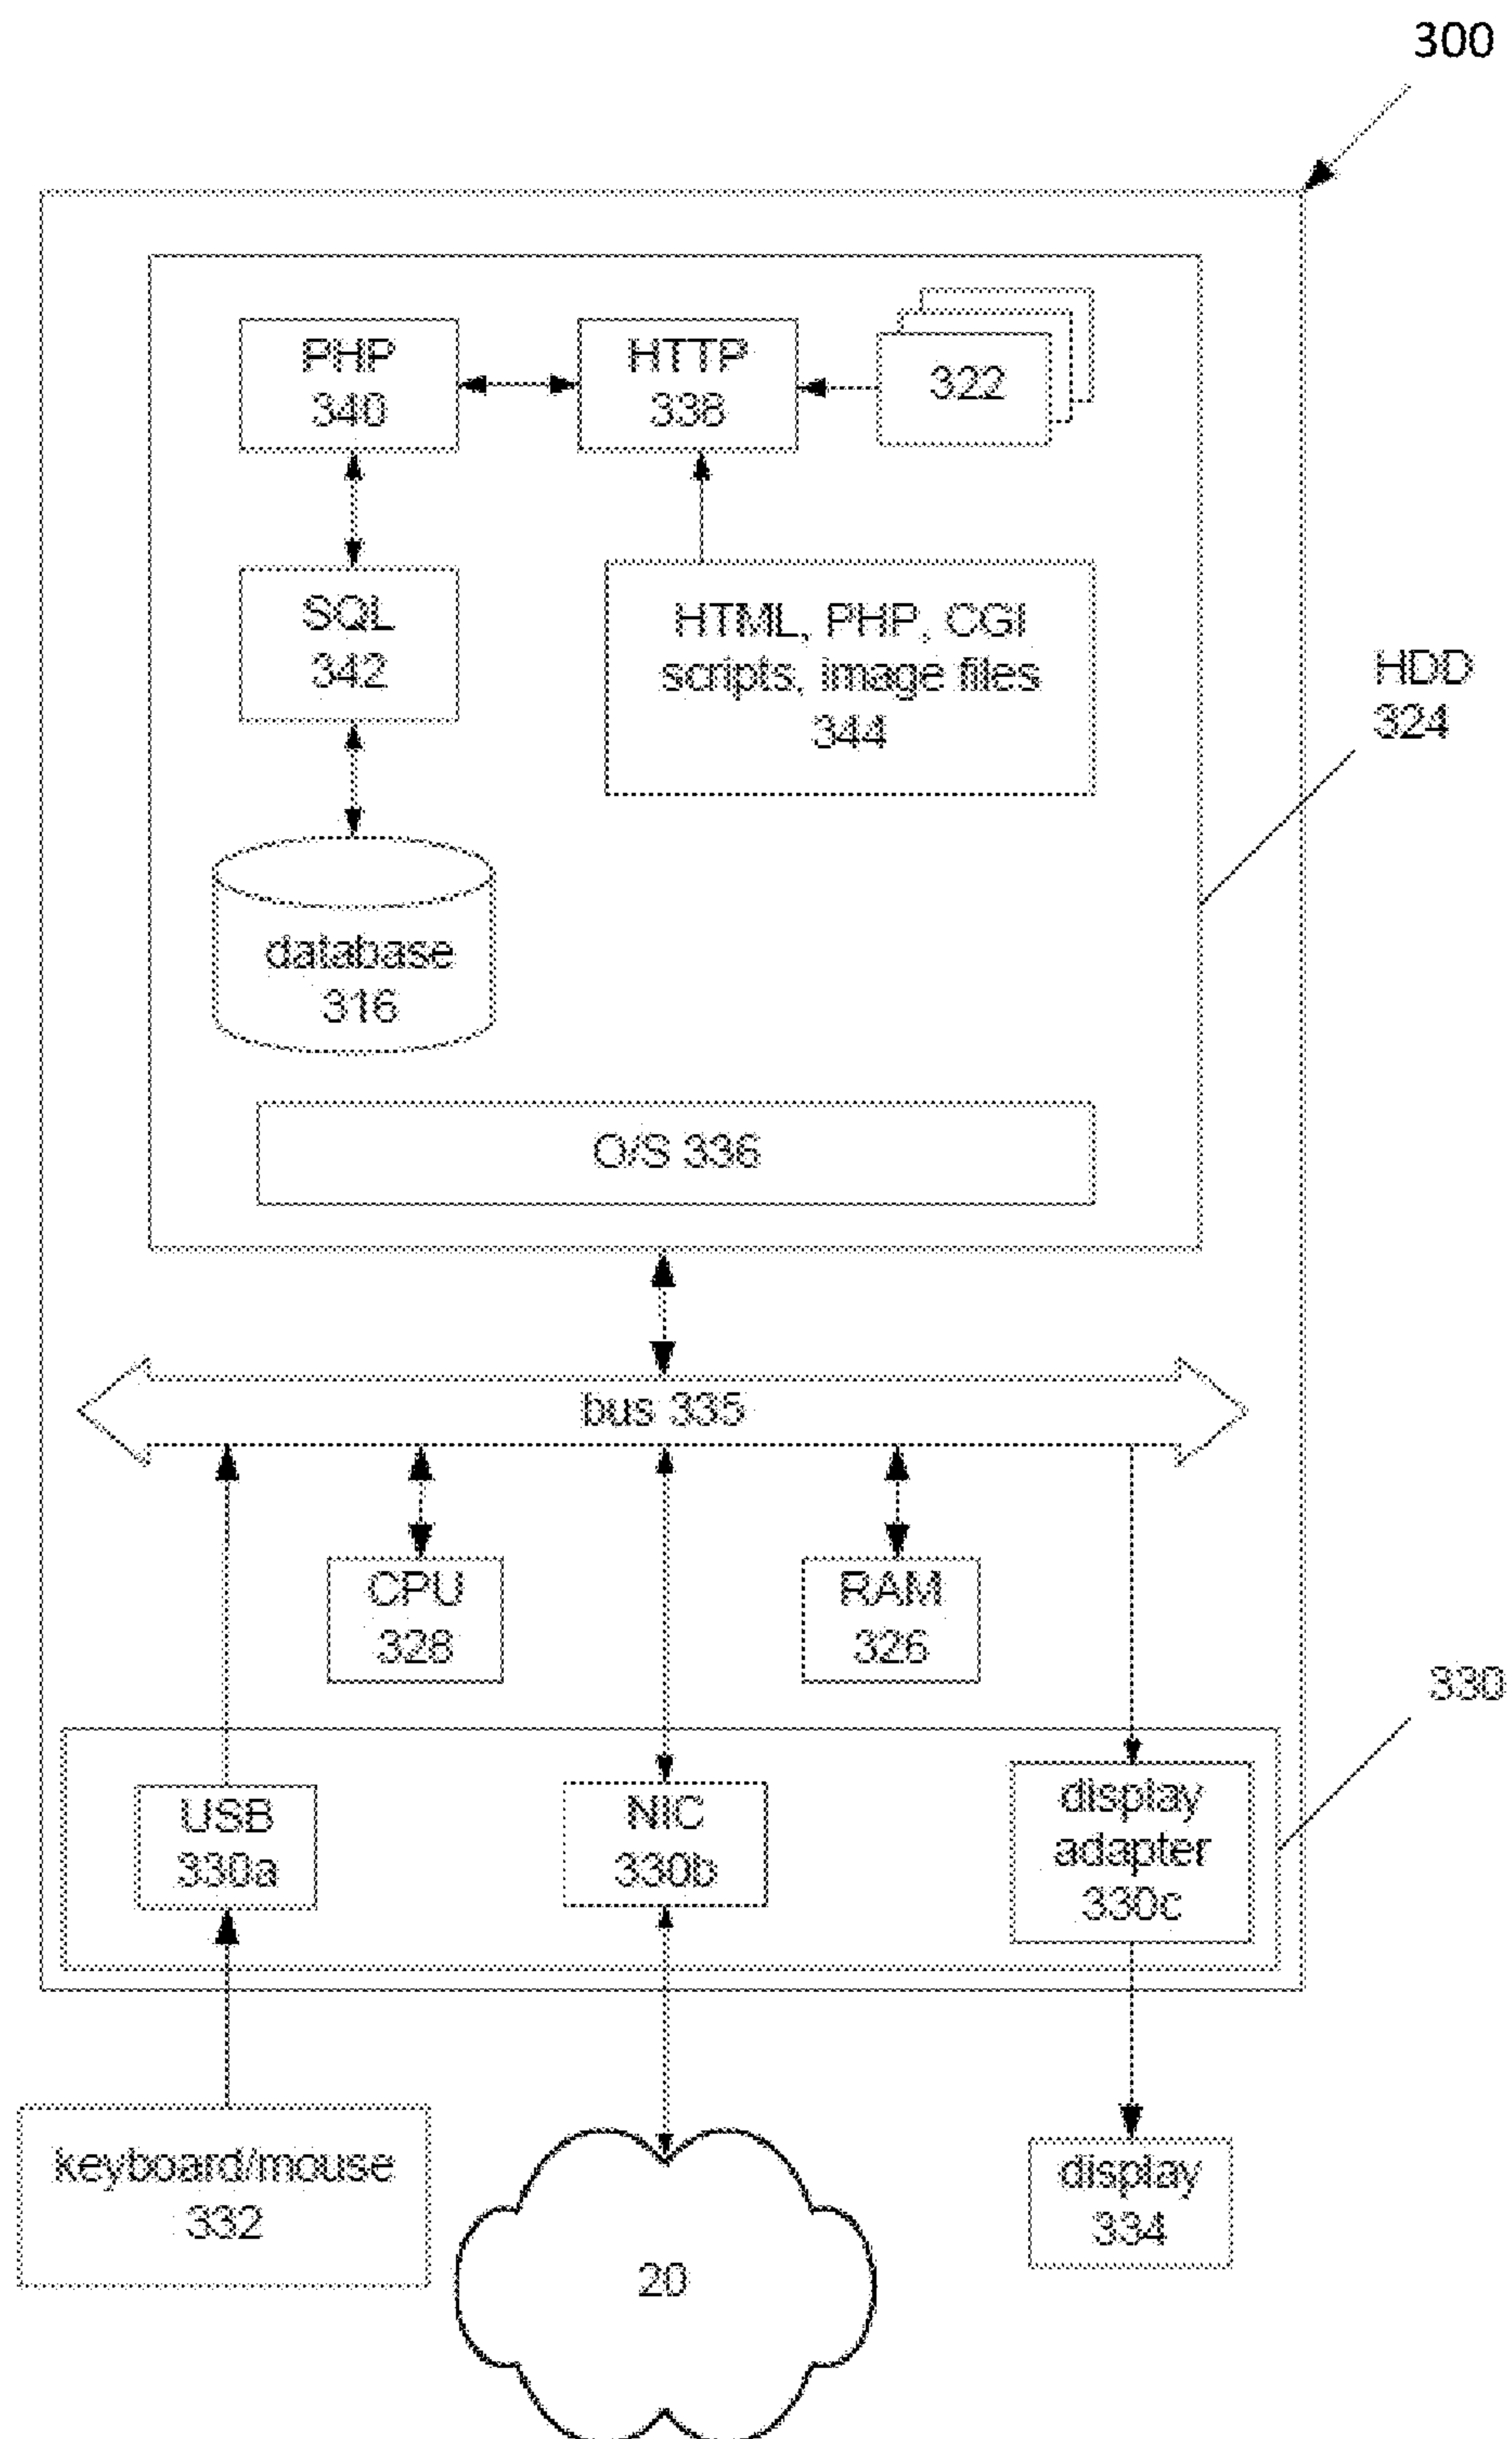 300
PHP
340
HTTP
338
322
SQL
342
HTML, PHP, CGI
scripts, image files
344
HDD
324
database
316
O/S 336
bus 335
CPU
328
RAM
326
330
USB
330a
NIC
330b
display
adapter
330c
keyboard/mouse
332
20
display
334